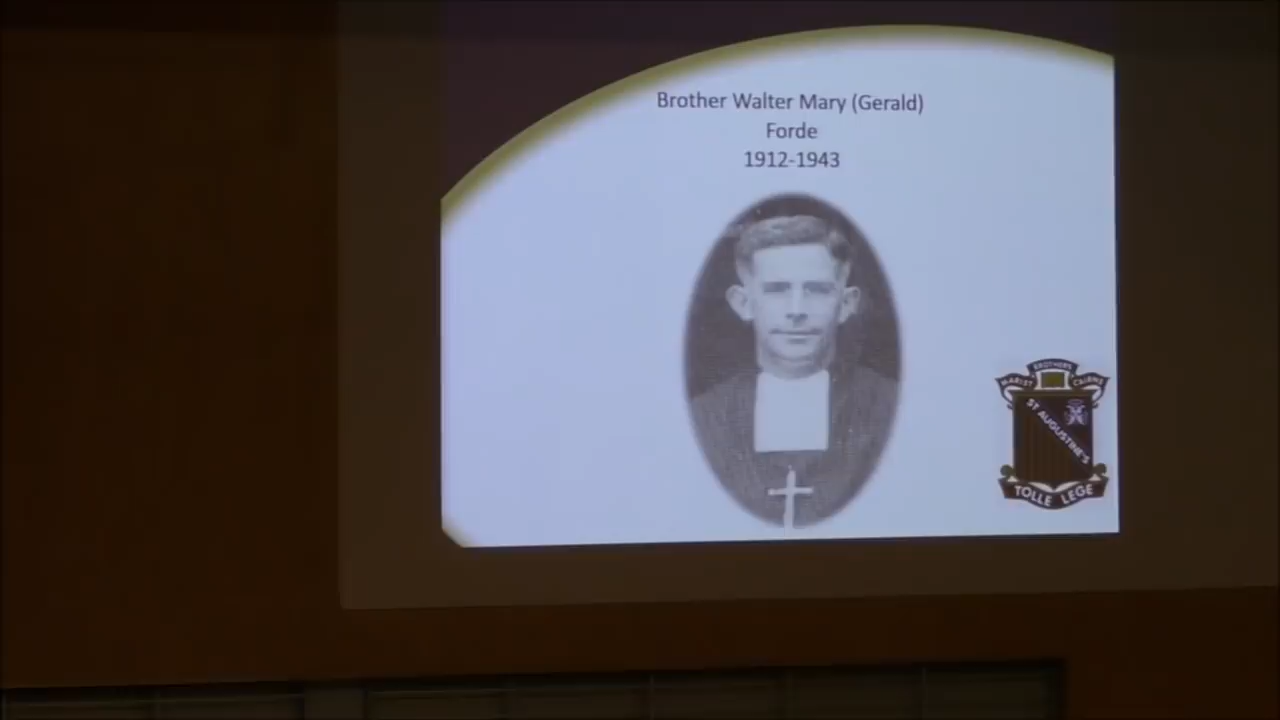 Brother Walter Mary (Gerald)
Forde
1912-1943
BROTHERS
MARIST CAIRNS
ST AUGUSTINE'S
TOLLE LEGE